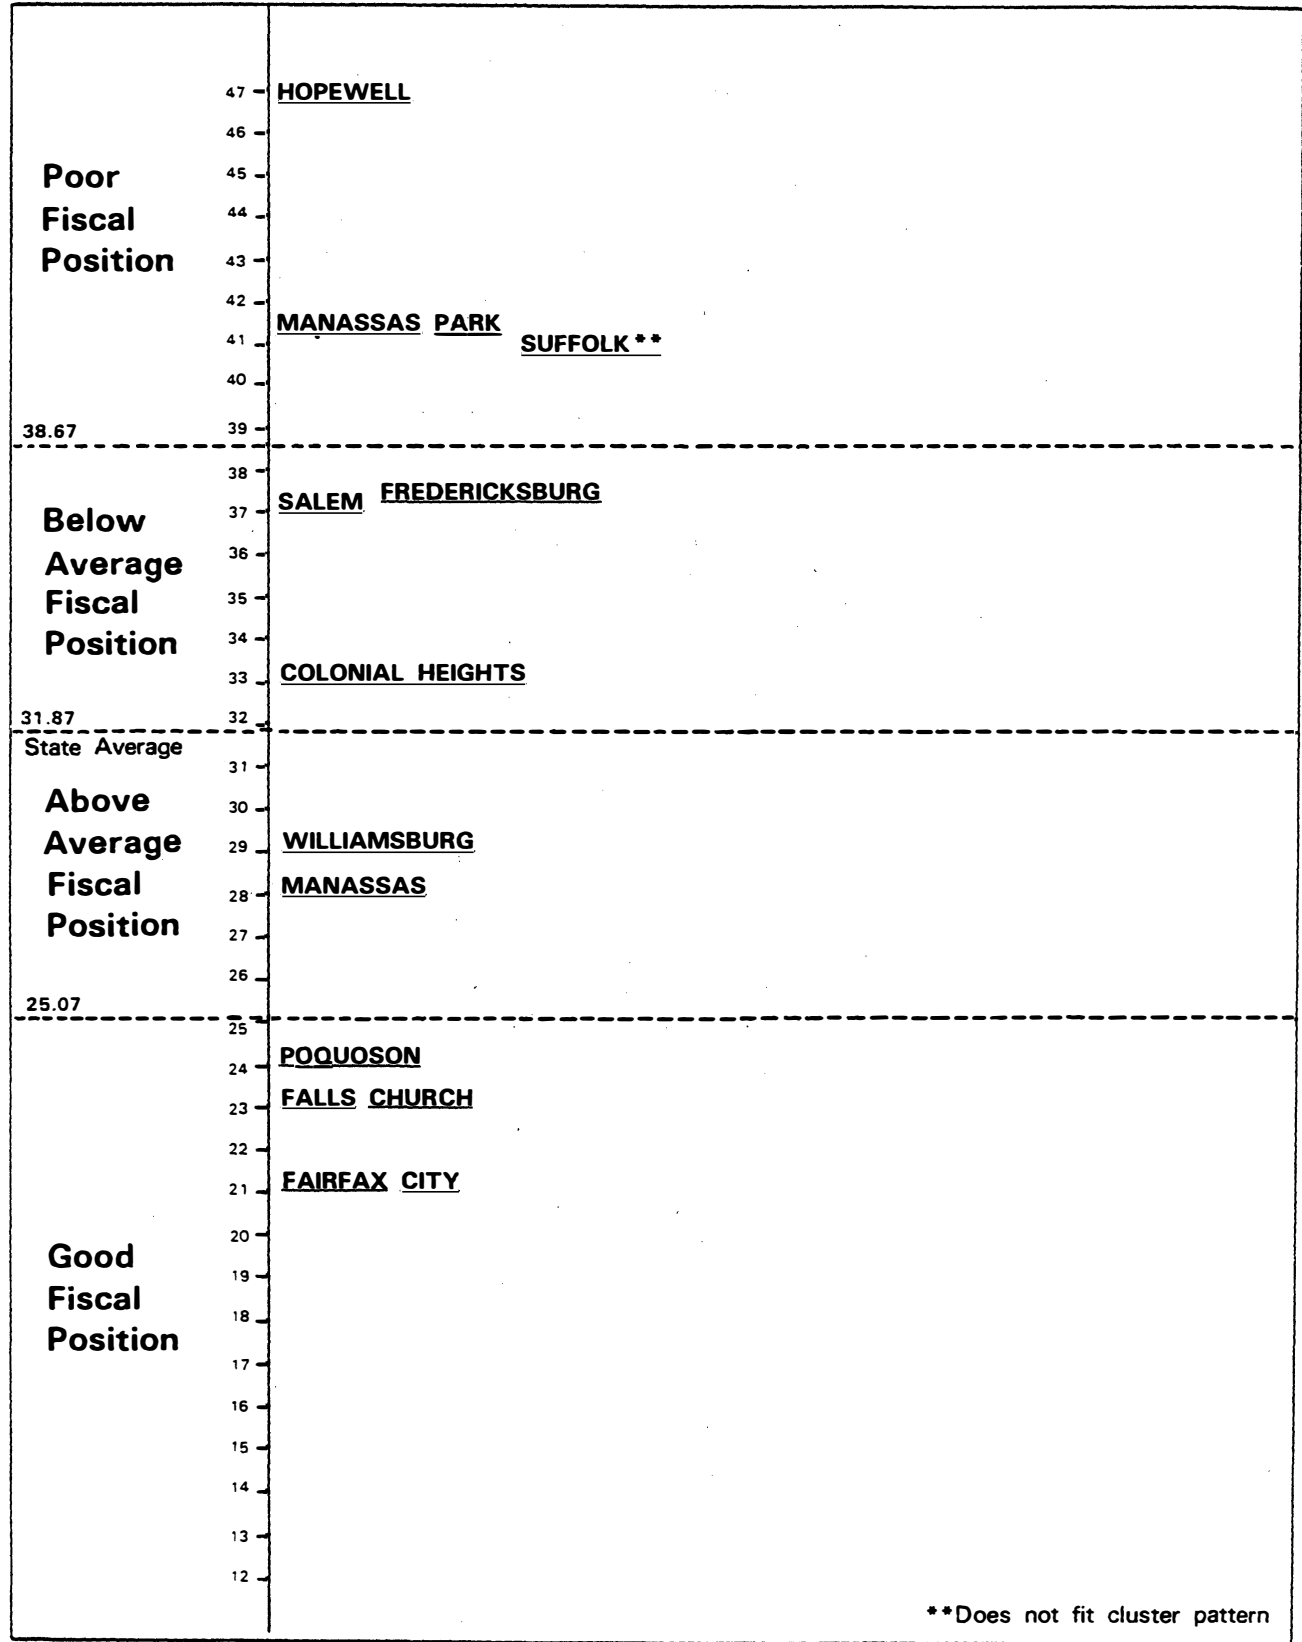 47 HOPEWELL
46
Poor
45
Fiscal
44
Position
43
42
MANASSAS PARK
41 SUFFOLK**
40
38.67
39
38
SALEM FREDERICKSBURG
37
Below
36
Average
35
Fiscal
34
Position
33 COLONIAL HEIGHTS
31.87
32
State Average
31
Above
30
Average
29 WILLIAMSBURG
Fiscal
28 MANASSAS
Position
27
26
25.07
25
24 POQUOSON
23 FALLS CHURCH
22
21 FAIRFAX CITY
20
Good
19
Fiscal
18
Position
17
16
15
14
13
12
**Does not fit cluster pattern